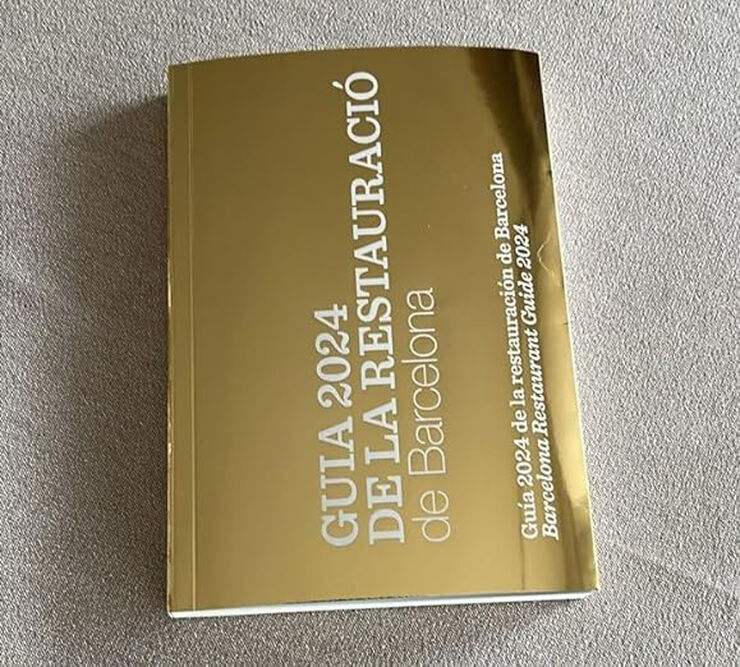 GUIA 2024
DE LA RESTAURACIÓ
de Barcelona
Guía 2024 de la restauración de Barcelona
Barcelona Restaurant Guide 2024